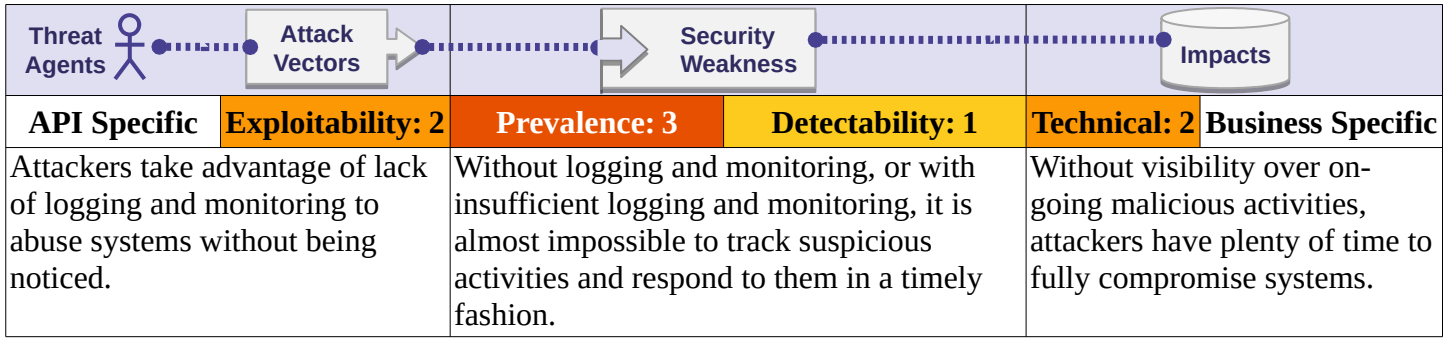 Threat
Agents
Attack
Vectors
Security
Weakness
Impacts
API Specific
Exploitability: 2
Prevalence: 3
Detectability: 1
Technical: 2
Business Specific
Attackers take advantage of lack
of logging and monitoring to
abuse systems without being
noticed.
Without logging and monitoring, or with
insufficient logging and monitoring, it is
almost impossible to track suspicious
activities and respond to them in a timely
fashion.
Without visibility over on-
going malicious activities,
attackers have plenty of time to
fully compromise systems.